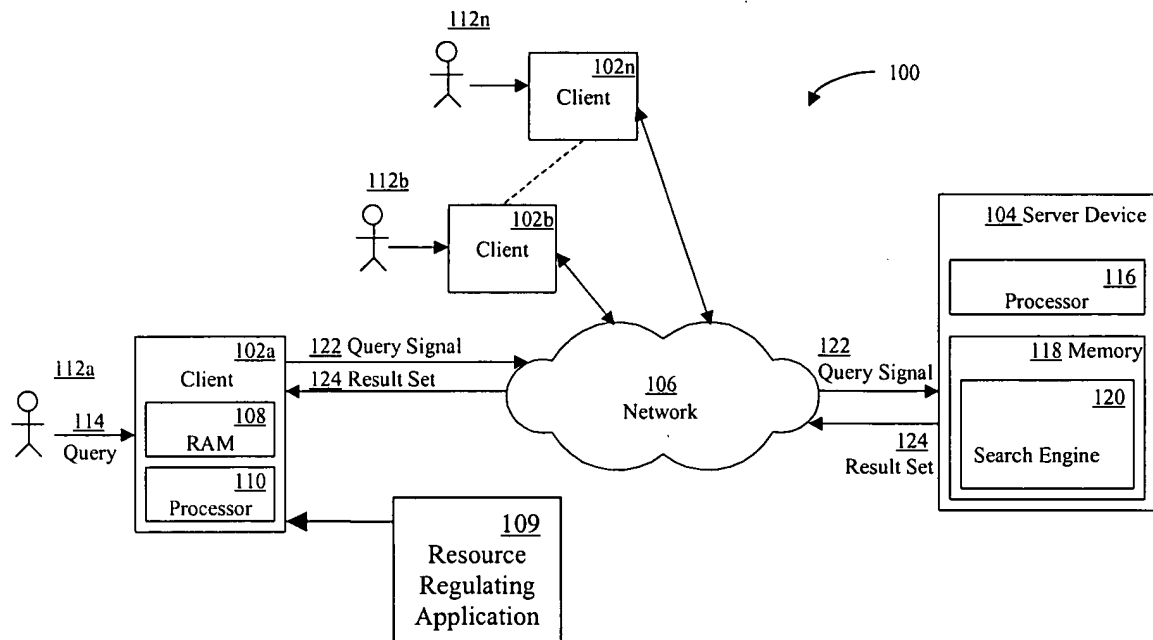 112n
102n
Client
100
112b
102b
Client
104 Server Device
116
Processor
118 Memory
120
Search Engine
122
Query Signal
124
Result Set
106
Network
122 Query Signal
124 Result Set
102a
Client
108
RAM
110
Processor
112a
114
Query
109
Resource
Regulating
Application